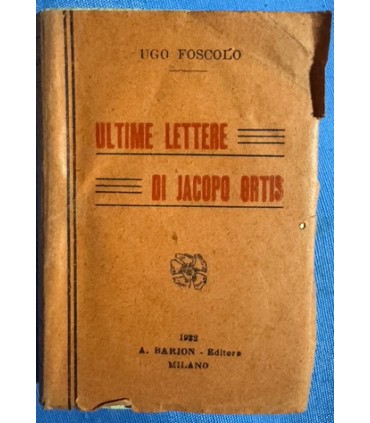 UGO FOSCOLO
ULTIME LETTERE
DI JACOPO ORTIS
1922
A. BARION - Editore
MILANO